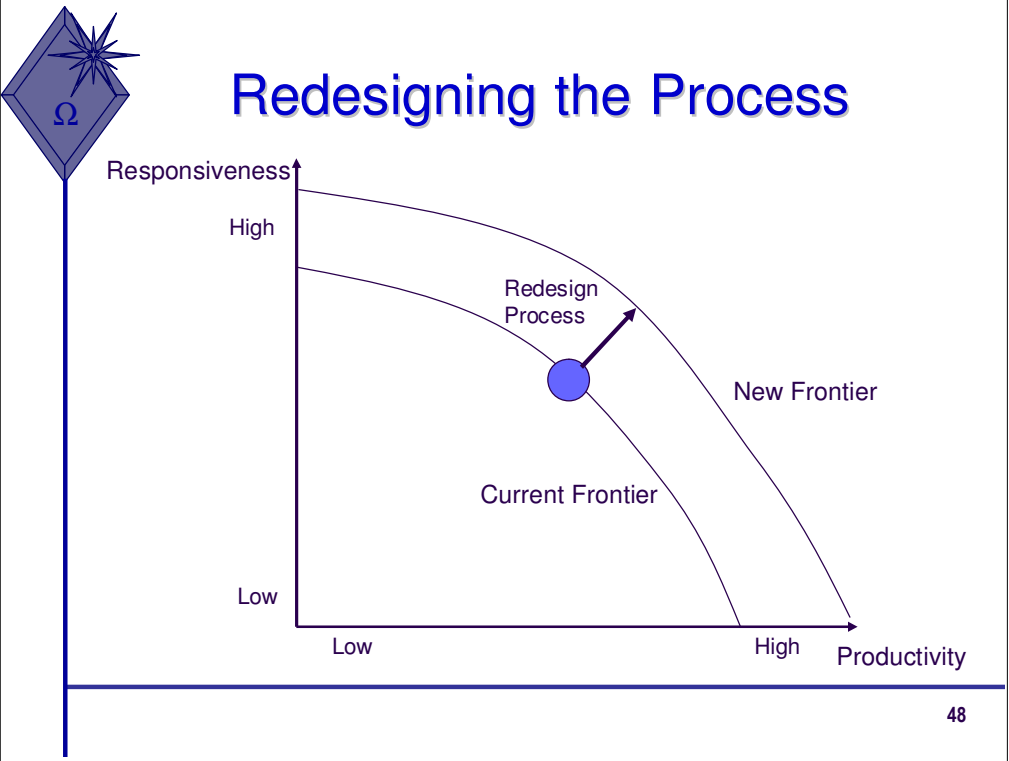 Ω
Redesigning the Process
Responsiveness
High
Redesign
Process
New Frontier
Current Frontier
Low
Low
High
Productivity
48